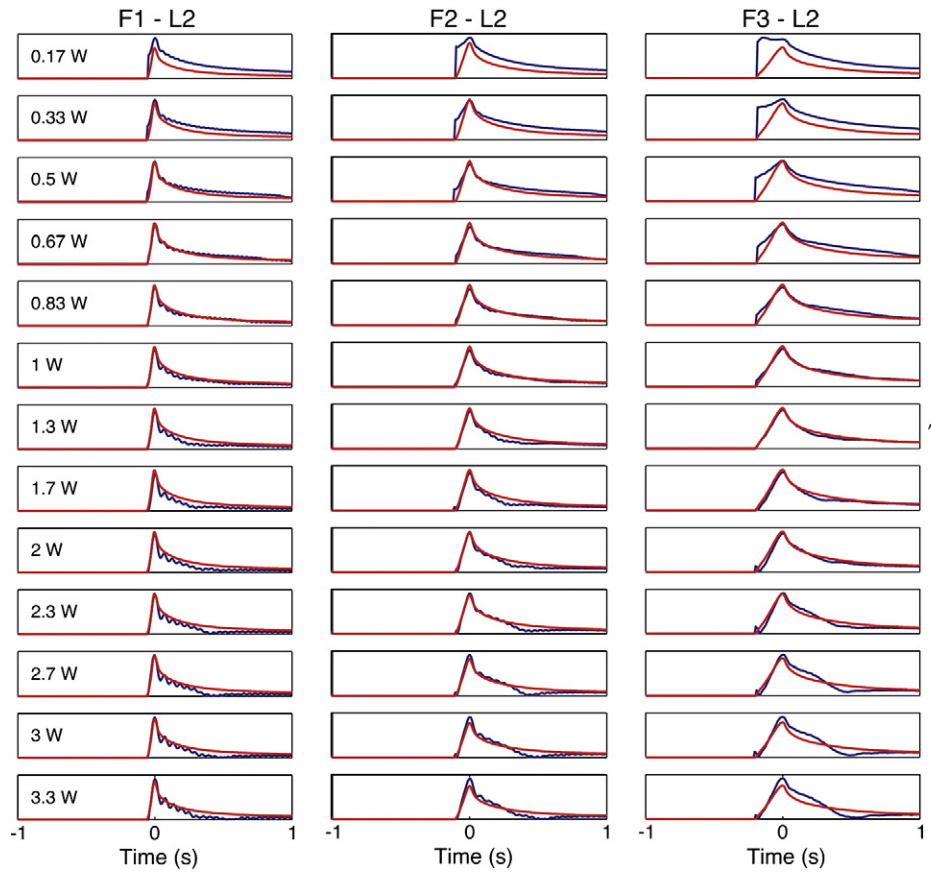 F1 - L2 F2 - L2 F3 - L2
0.17 W
0.33 W
0.5 W
0.67 W
0.83 W
1 W
1.3 W
,
1.7 W
2 W
2.3 W
2.7 W
3 W
3.3 W
-1 0 1 -1 0 1 -1 0 1
Time (s) Time (s) Time (s)